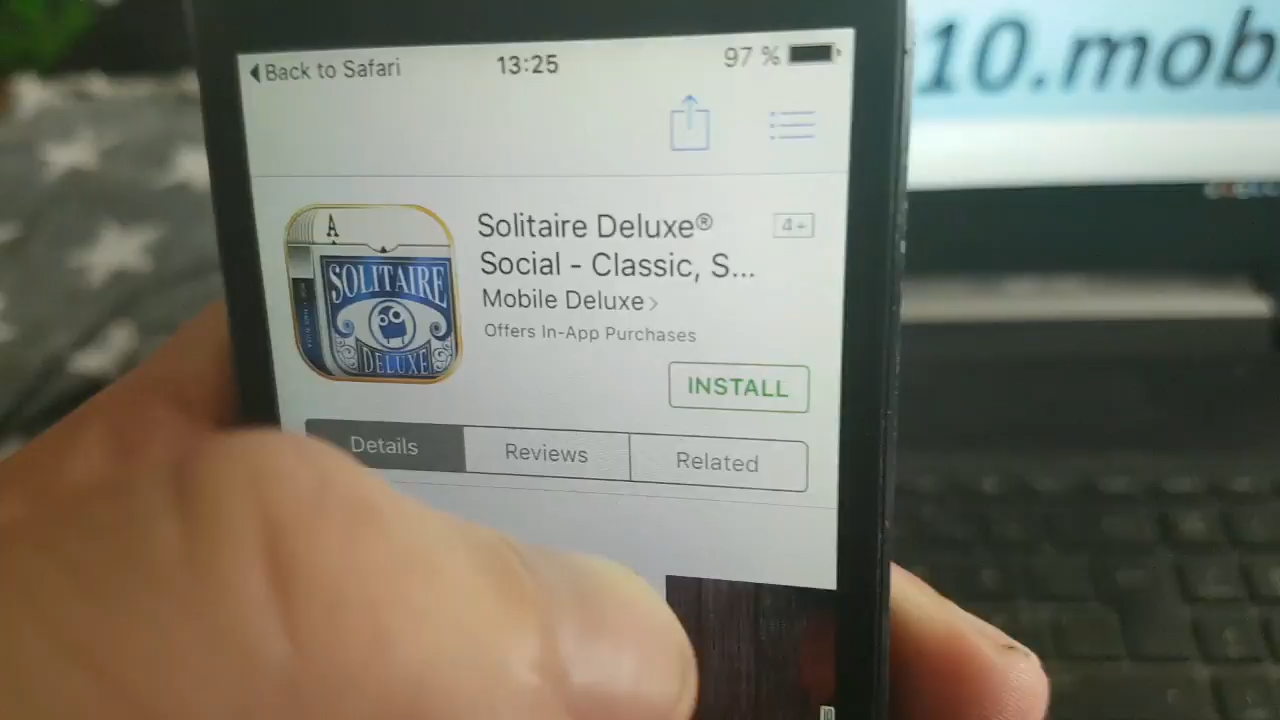 Back to Safari 13:25 97 %
10.mob
A
SOLITAIRE
DELUXE
Solitaire Deluxe®
Social - Classic, S...
4+
Mobile Deluxe
Offers In-App Purchases
INSTALL
Details Reviews Related